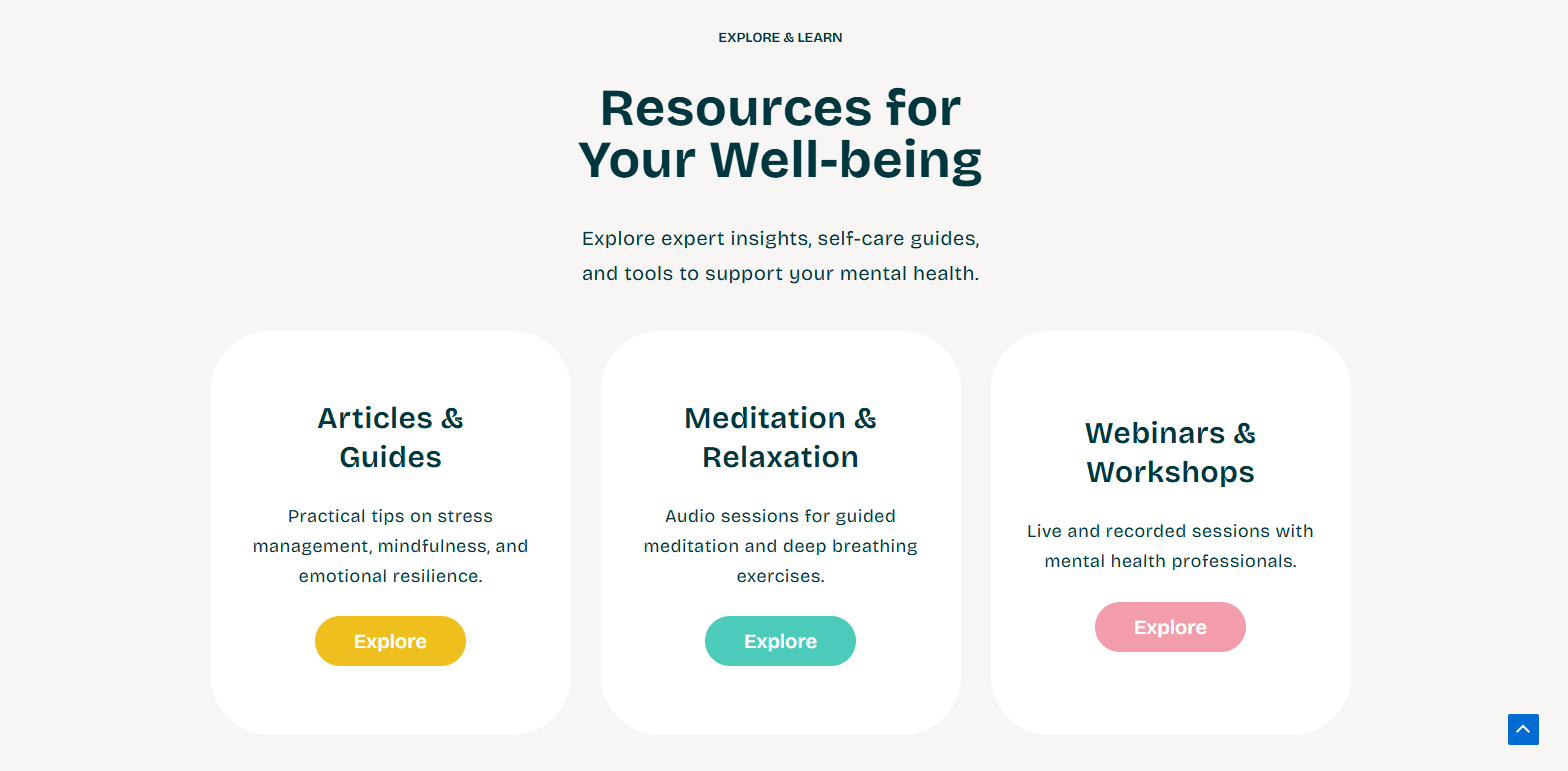 EXPLORE & LEARN
Resources for
Your Well-being
Explore expert insights, self-care guides,
and tools to support your mental health.
Articles &
Guides
Practical tips on stress
management, mindfulness, and
emotional resilience.
Explore
Meditation &
Relaxation
Audio sessions for guided
meditation and deep breathing
exercises.
Explore
Webinars &
Workshops
Live and recorded sessions with
mental health professionals.
Explore